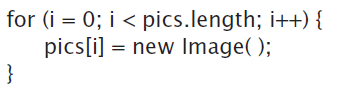 for (i = 0; i < pics.length; i++) {
pics[i] = new Image( );
}